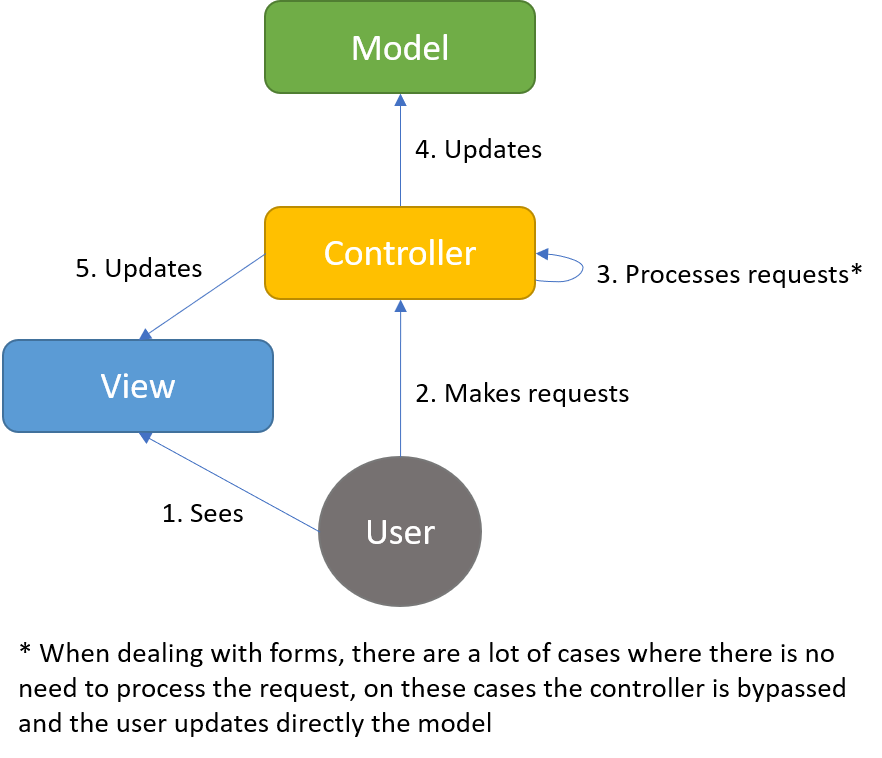 Model
4. Updates
Controller
5. Updates
3. Processes requests*
View
2. Makes requests
1. Sees
User
* When dealing with forms, there are a lot of cases where there is no
need to process the request, on these cases the controller is bypassed
and the user updates directly the model